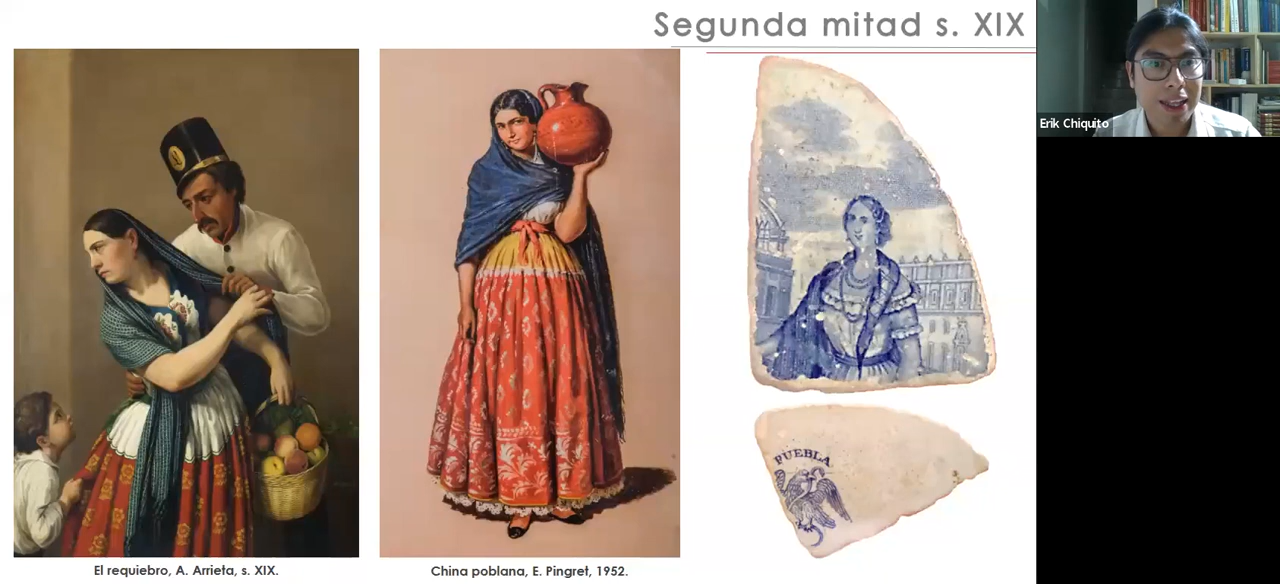 Segunda mitad s. XIX
Erik Chiquito
PUEBLA
El requiebro, A. Arrieta, s. XIX.
China poblana, E. Pingret, 1952.